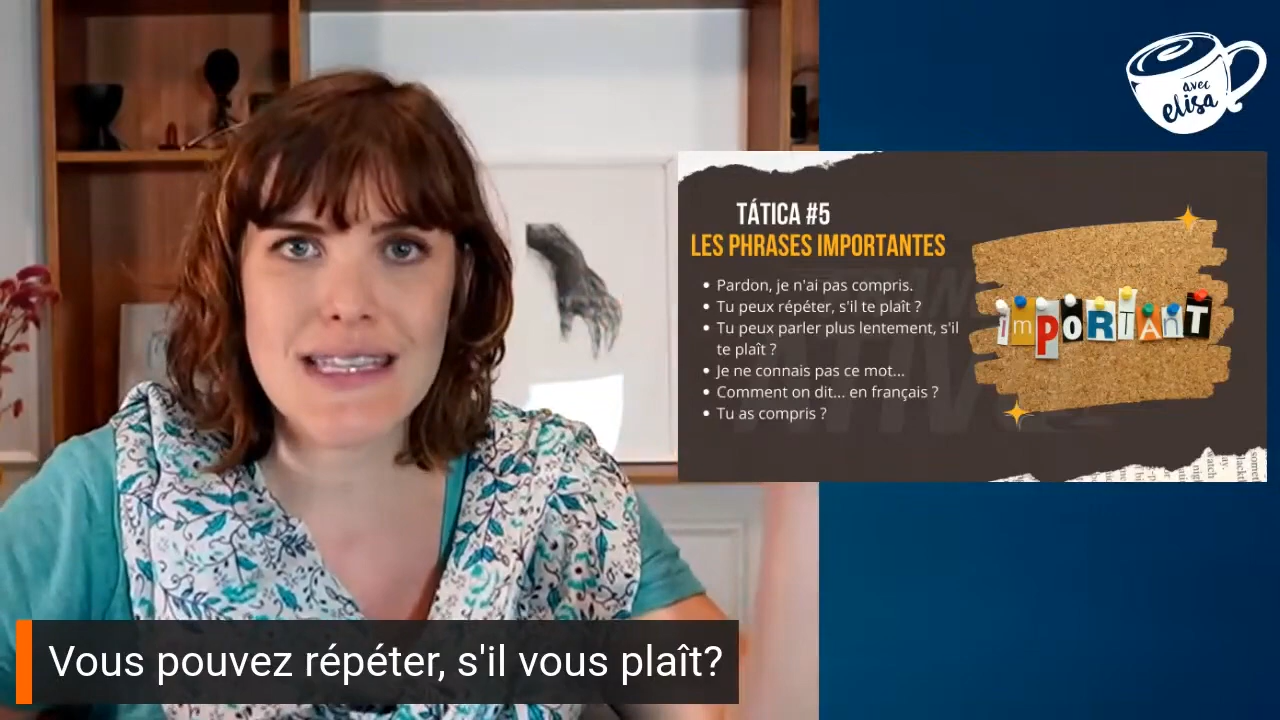 avec
elisa
TÁTICA #5
LES PHRASES IMPORTANTES
Pardon, je n'ai pas compris.
Tu peux répéter, s'il te plaît ?
Tu peux parler plus lentement, s'il
te plaît ?
Je ne connais pas ce mot...
Comment on dit... en français ?
Tu as compris ?
ImPORTAnT
Vous pouvez répéter, s'il vous plaît?